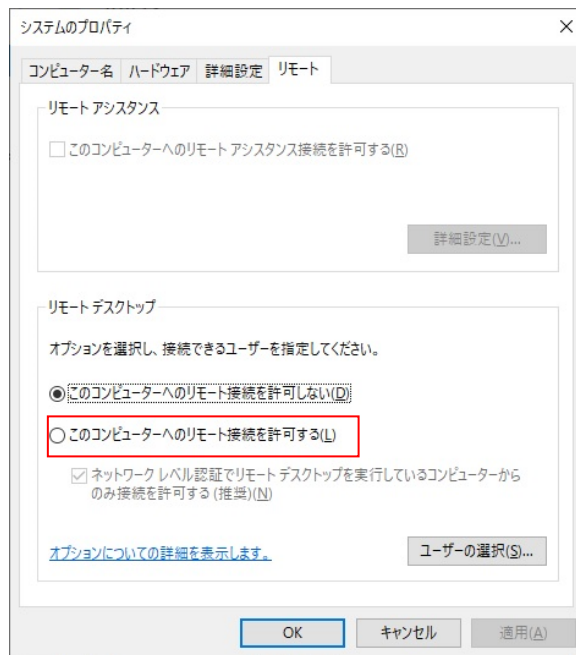 システムのプロパティ
コンピューター名 ハードウェア 詳細設定 リモート
リモート アシスタンス
このコンピューターへのリモート アシスタンス接続を許可する(R)
詳細設定(V)...
リモート デスクトップ
オプションを選択し、接続できるユーザーを指定してください。
このコンピューターへのリモート接続を許可しない(D)
このコンピューターへのリモート接続を許可する(L)
ネットワーク レベル認証でリモート デスクトップを実行しているコンピューターから
のみ接続を許可する (推奨)(N)
オプションについての詳細を表示します。 ユーザーの選択(S)...
OK キャンセル 適用(A)